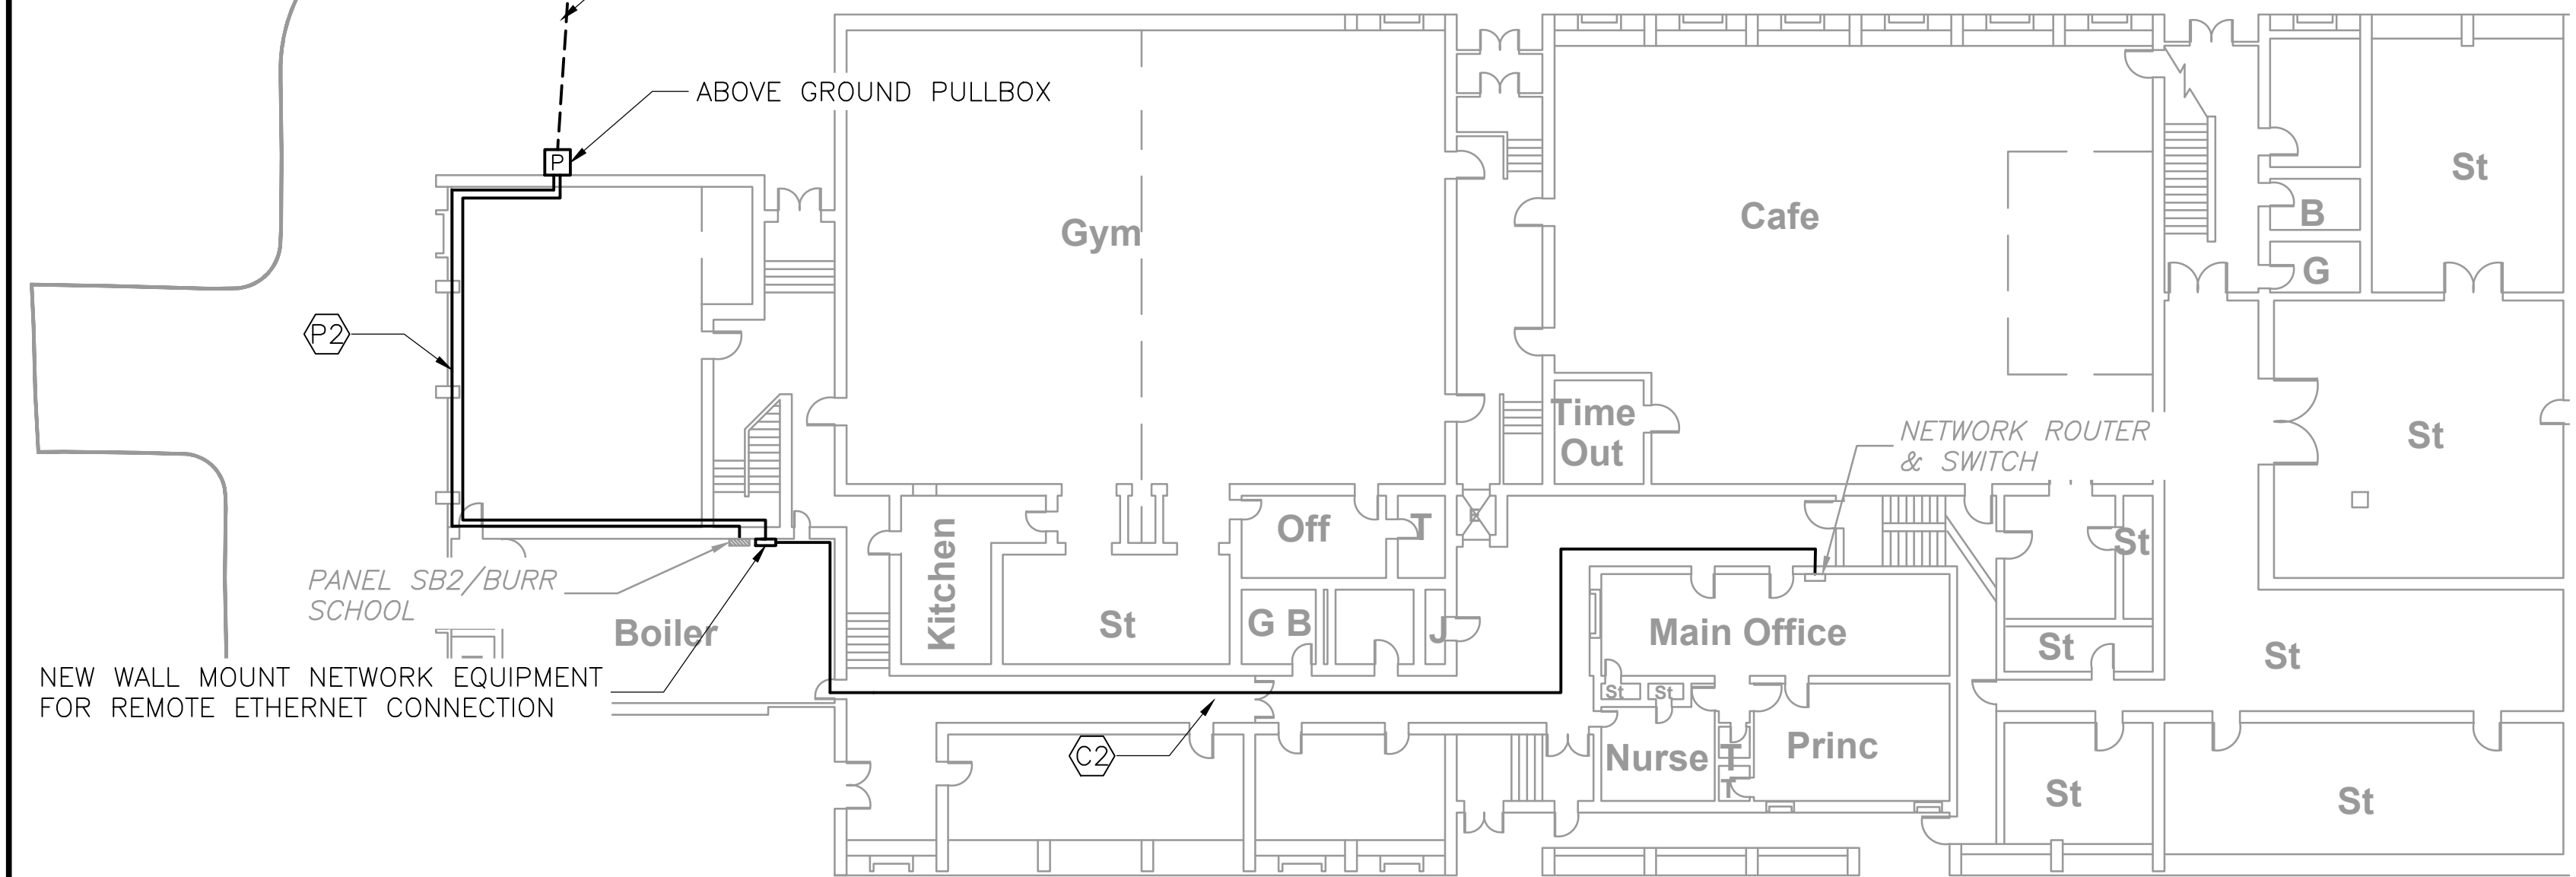 ABOVE GROUND PULLBOX
P
St
Gym
Cafe
B
G
P2
Time
Out
NETWORK ROUTER
& SWITCH
St
Kitchen
Off
T
St
PANEL SB2/BURR
SCHOOL
Boiler
St
G B
J
Main Office
St
St
NEW WALL MOUNT NETWORK EQUIPMENT
FOR REMOTE ETHERNET CONNECTION
St
St
C2
Nurse
T
T
Princ
St
St